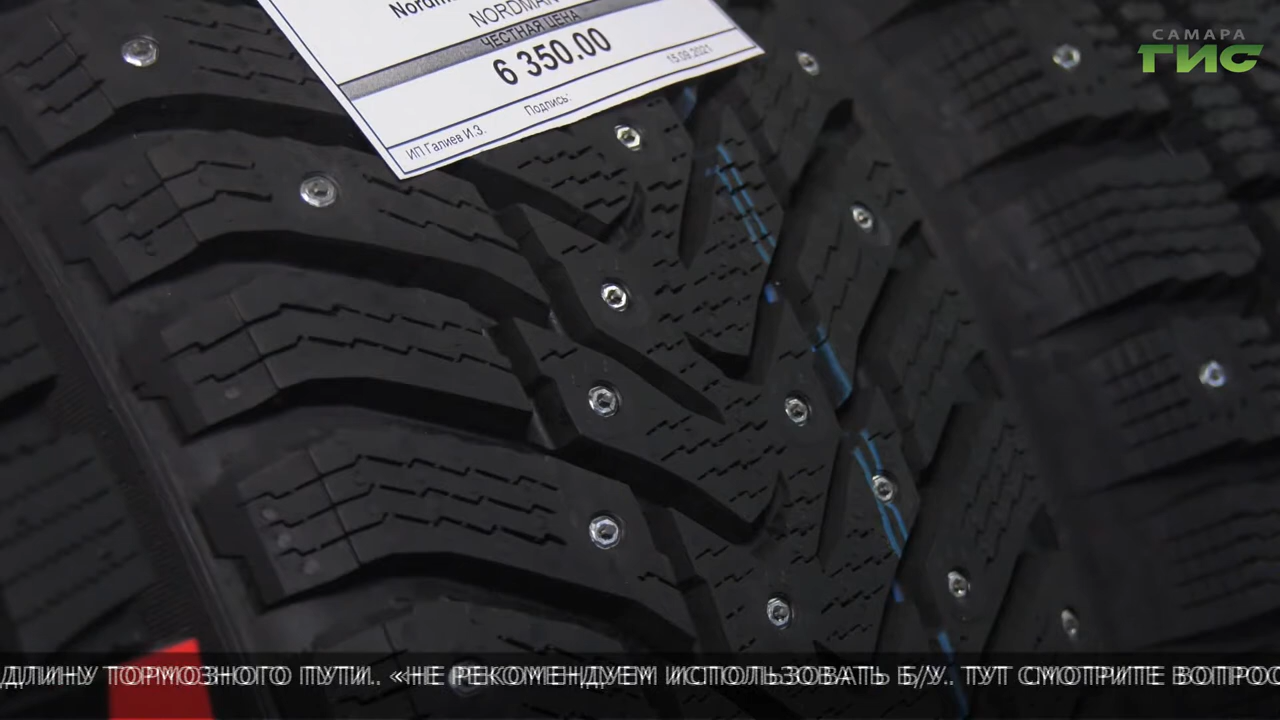 NORDMAN
ЧЕСТНАЯ ЦЕНА
6 350.00
15.09.2021
Подпись:
ИП Галиев И.З.
САМАРА
ГИС
ДЛИНУ ТОРМОЗНОГО ПУТИ. «НЕ РЕКОМЕНДУЕМ ИСПОЛЬЗОВАТЬ Б/У. ТУТ СМОТРИТЕ ВОПРОС